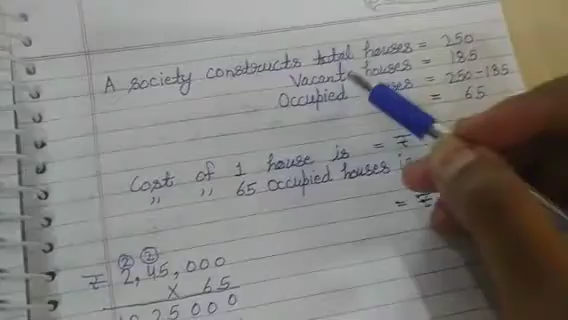 A society constructs total houses = 250
Vacant houses = 185
Occupied = 250-185
= 65
Cost of 1 house is = ₹
" " 65 Occupied houses is
= ₹
2 2
₹ 2,45,000
x 65
25000